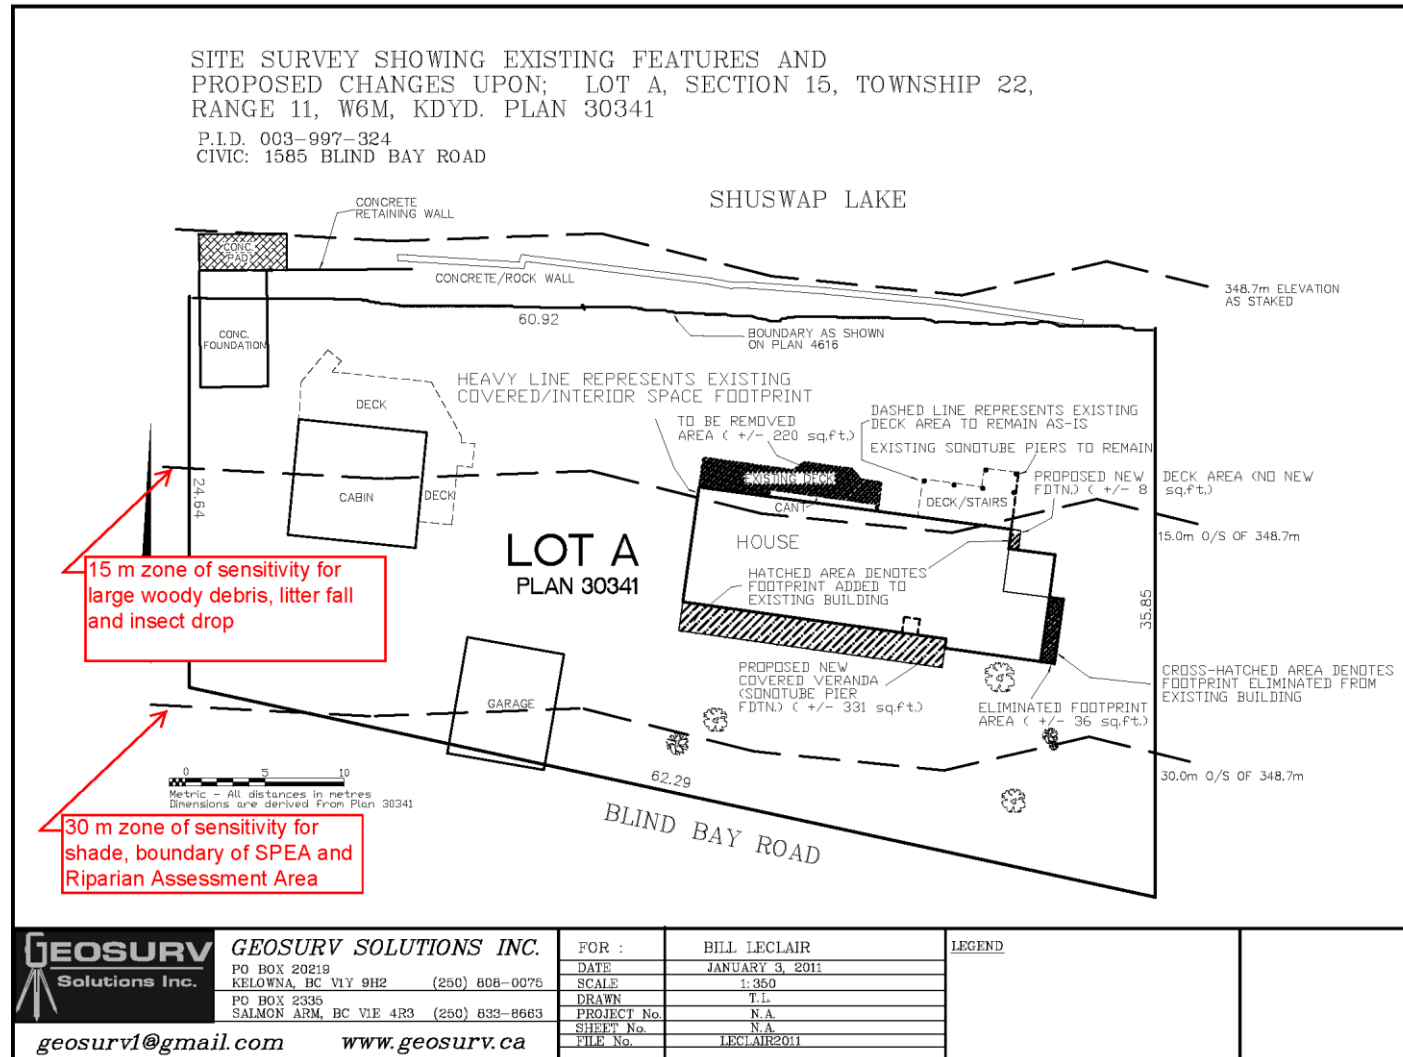 SITE SURVEY SHOWING EXISTING FEATURES AND
PROPOSED CHANGES UPON; LOT A, SECTION 15, TOWNSHIP 22,
RANGE 11, W6M, KDYD. PLAN 30341
P.I.D. 003-997-324
CIVIC: 1585 BLIND BAY ROAD
SHUSWAP LAKE
CONCRETE
RETAINING WALL
CONC.
PAD
CONCRETE/ROCK WALL
348.7m ELEVATION
AS STAKED
60.92
BOUNDARY AS SHOWN
ON PLAN 4616
CONC.
FOUNDATION
HEAVY LINE REPRESENTS EXISTING
COVERED/INTERIOR SPACE FOOTPRINT
DECK
TO BE REMOVED
AREA ( +/- 220 sq.ft.)
DASHED LINE REPRESENTS EXISTING
DECK AREA TO REMAIN AS-IS
EXISTING SONOTUBE PIERS TO REMAIN
PROPOSED NEW DECK AREA (NO NEW
FDTN.) ( +/- 8 sq.ft.)
EXISTING DECK
24.64
CABIN
DECK
CANT
DECK/STAIRS
15.0m O/S OF 348.7m
LOT A
PLAN 30341
HOUSE
HATCHED AREA DENOTES
FOOTPRINT ADDED TO
EXISTING BUILDING
35.85
15 m zone of sensitivity for
large woody debris, litter fall
and insect drop
PROPOSED NEW
COVERED VERANDA
(SONOTUBE PIER
FDTN.) ( +/- 331 sq.ft.)
CROSS-HATCHED AREA DENOTES
FOOTPRINT ELIMINATED FROM
EXISTING BUILDING
ELIMINATED FOOTPRINT
AREA ( +/- 36 sq.ft.)
GARAGE
0 5 10
Metric - All distances in metres
Dimensions are derived from Plan 30341
62.29
30.0m O/S OF 348.7m
BLIND BAY ROAD
30 m zone of sensitivity for
shade, boundary of SPEA and
Riparian Assessment Area
GEOSURV
Solutions Inc.
GEOSURV SOLUTIONS INC.
PO BOX 20219
KELOWNA, BC V1Y 9H2 (250) 808-0075
PO BOX 2335
SALMON ARM, BC V1E 4R3 (250) 833-8663
geosurv1@gmail.com www.geosurv.ca
FOR : BILL LECLAIR
DATE JANUARY 3, 2011
SCALE 1:350
DRAWN T.L.
PROJECT No. N.A.
SHEET No. N.A.
FILE No. LECLAIR2011
LEGEND